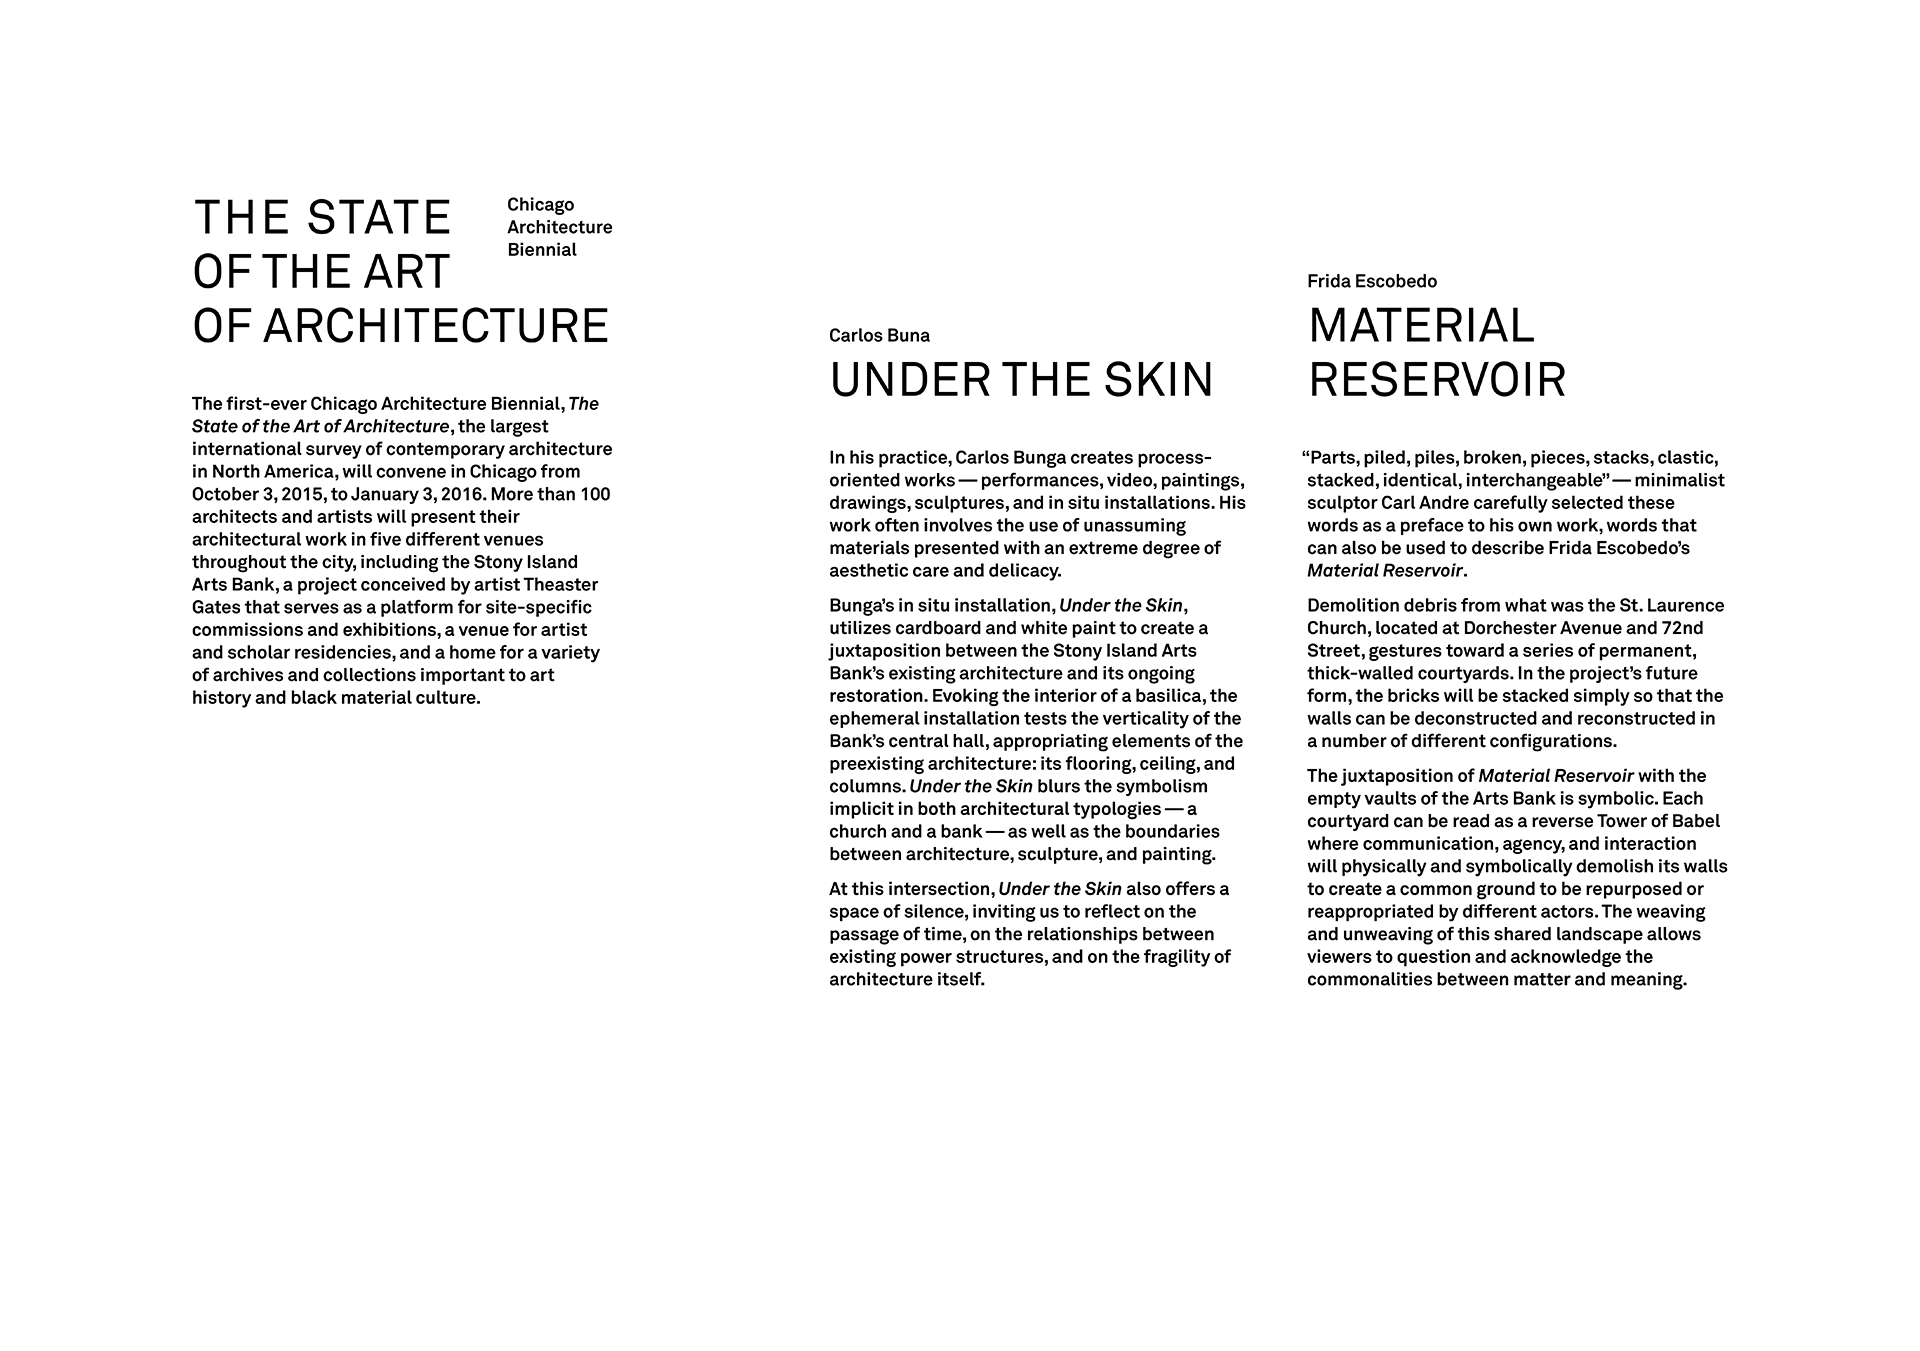 THE STATE
OF THE ART
OF ARCHITECTURE
Chicago
Architecture
Biennial
The first-ever Chicago Architecture Biennial, The
State of the Art of Architecture, the largest
international survey of contemporary architecture
in North America, will convene in Chicago from
October 3, 2015, to January 3, 2016. More than 100
architects and artists will present their
architectural work in five different venues
throughout the city, including the Stony Island
Arts Bank, a project conceived by artist Theaster
Gates that serves as a platform for site-specific
commissions and exhibitions, a venue for artist
and scholar residencies, and a home for a variety
of archives and collections important to art
history and black material culture.
Carlos Buna
UNDER THE SKIN
In his practice, Carlos Bunga creates process-
oriented works — performances, video, paintings,
drawings, sculptures, and in situ installations. His
work often involves the use of unassuming
materials presented with an extreme degree of
aesthetic care and delicacy.
Bunga’s in situ installation, Under the Skin,
utilizes cardboard and white paint to create a
juxtaposition between the Stony Island Arts
Bank’s existing architecture and its ongoing
restoration. Evoking the interior of a basilica, the
ephemeral installation tests the verticality of the
Bank’s central hall, appropriating elements of the
preexisting architecture: its flooring, ceiling, and
columns. Under the Skin blurs the symbolism
implicit in both architectural typologies — a
church and a bank — as well as the boundaries
between architecture, sculpture, and painting.
At this intersection, Under the Skin also offers a
space of silence, inviting us to reflect on the
passage of time, on the relationships between
existing power structures, and on the fragility of
architecture itself.
Frida Escobedo
MATERIAL
RESERVOIR
“Parts, piled, piles, broken, pieces, stacks, clastic,
stacked, identical, interchangeable” — minimalist
sculptor Carl Andre carefully selected these
words as a preface to his own work, words that
can also be used to describe Frida Escobedo’s
Material Reservoir.
Demolition debris from what was the St. Laurence
Church, located at Dorchester Avenue and 72nd
Street, gestures toward a series of permanent,
thick-walled courtyards. In the project’s future
form, the bricks will be stacked simply so that the
walls can be deconstructed and reconstructed in
a number of different configurations.
The juxtaposition of Material Reservoir with the
empty vaults of the Arts Bank is symbolic. Each
courtyard can be read as a reverse Tower of Babel
where communication, agency, and interaction
will physically and symbolically demolish its walls
to create a common ground to be repurposed or
reappropriated by different actors. The weaving
and unweaving of this shared landscape allows
viewers to question and acknowledge the
commonalities between matter and meaning.